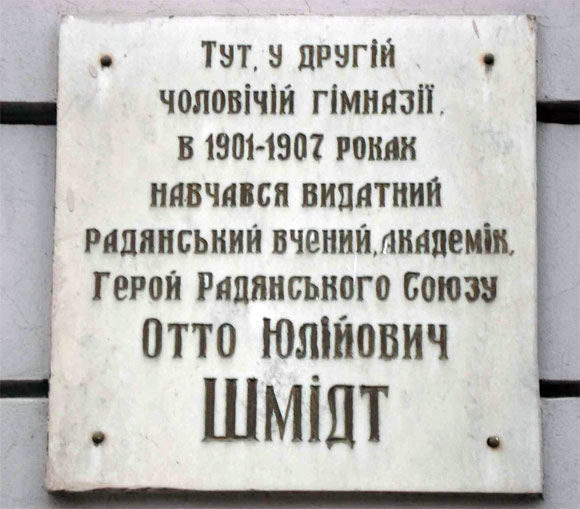 Тут, у другій
чоловічій гімназії,
в 1901-1907 роках
навчався видатний
радянський вчений, академік,
Герой Радянського Союзу
Отто Юлійович
Шмідт